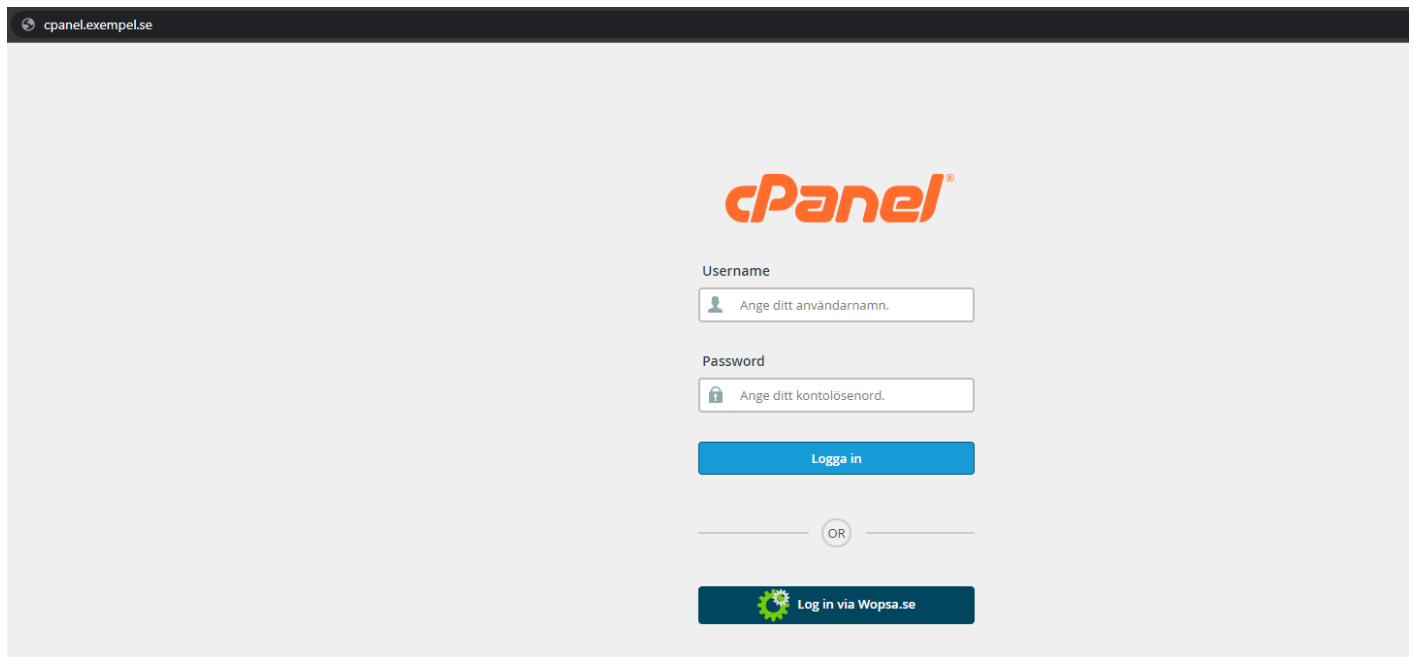 cpanel.exempel.se
cPanel®
Username
Ange ditt användarnamn.
Password
Ange ditt kontolösenord.
Logga in
OR
Log in via Wopsa.se